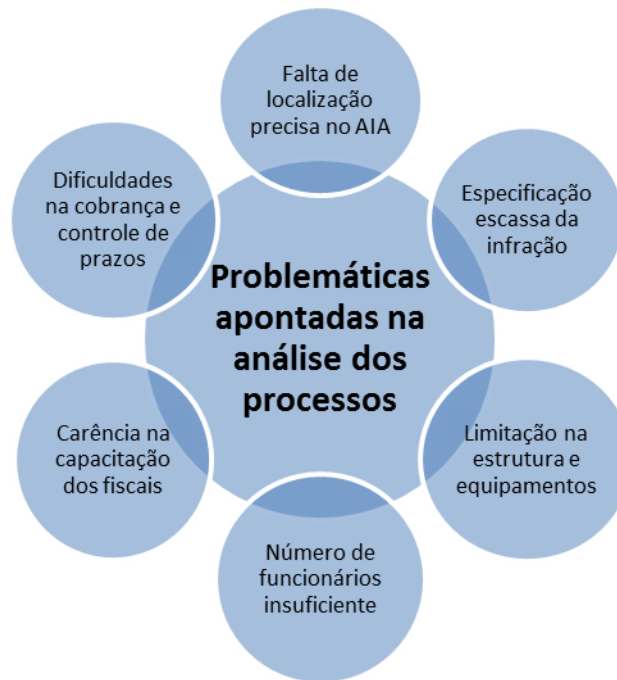 Falta de
localização
precisa no AIA
Especificação
escassa da
infração
Limitação na
estrutura e
equipamentos
Número de
funcionários
insuficiente
Carência na
capacitação
dos fiscais
Dificuldades
na cobrança e
controle de
prazos
Problemáticas
apontadas na
análise dos
processos